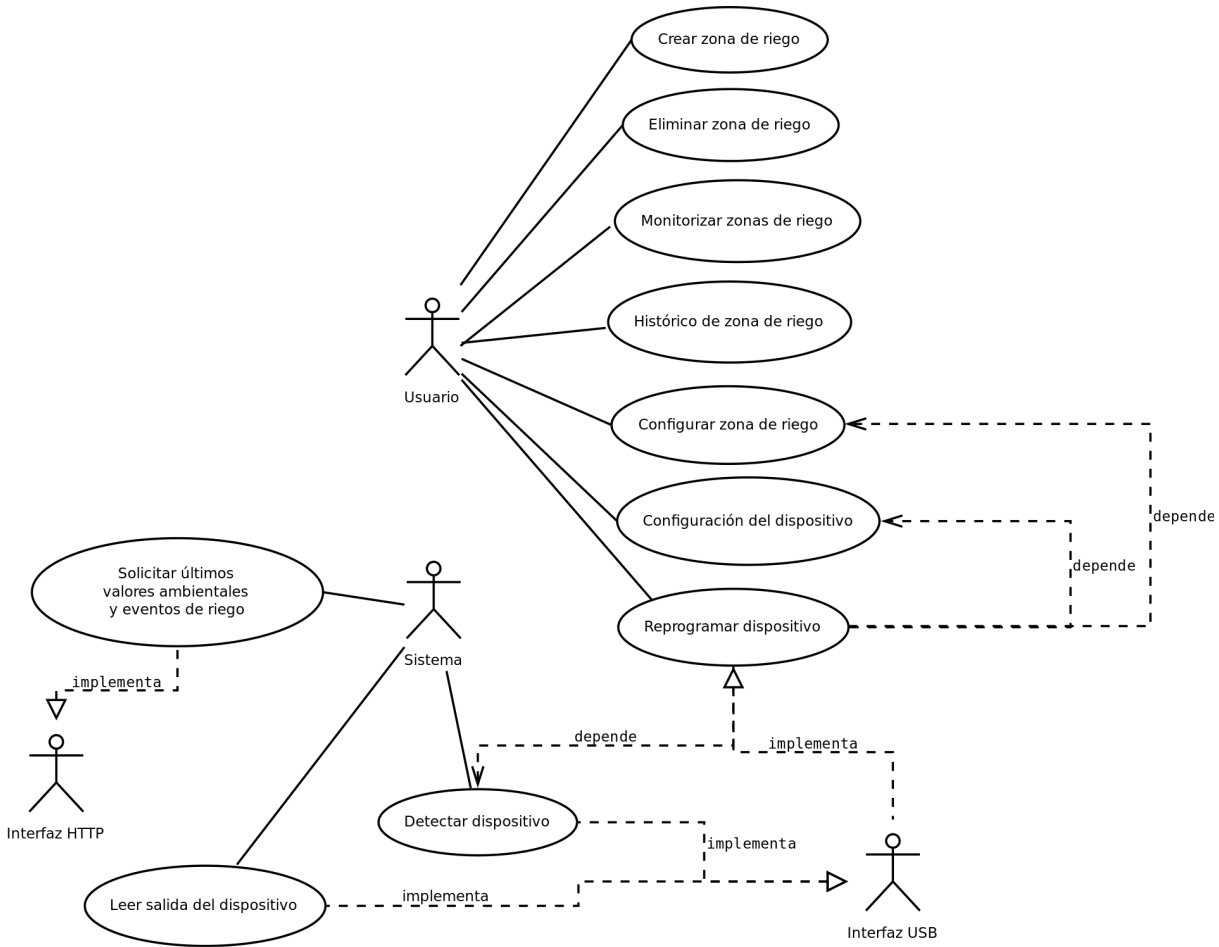 Crear zona de riego
Eliminar zona de riego
Monitorizar zonas de riego
Histórico de zona de riego
Usuario
Configurar zona de riego
depende
Configuración del dispositivo
depende
Solicitar últimos
valores ambientales
y eventos de riego
Reprogramar dispositivo
Sistema
implementa
depende
implementa
Interfaz HTTP
Detectar dispositivo
implementa
implementa
Leer salida del dispositivo
Interfaz USB